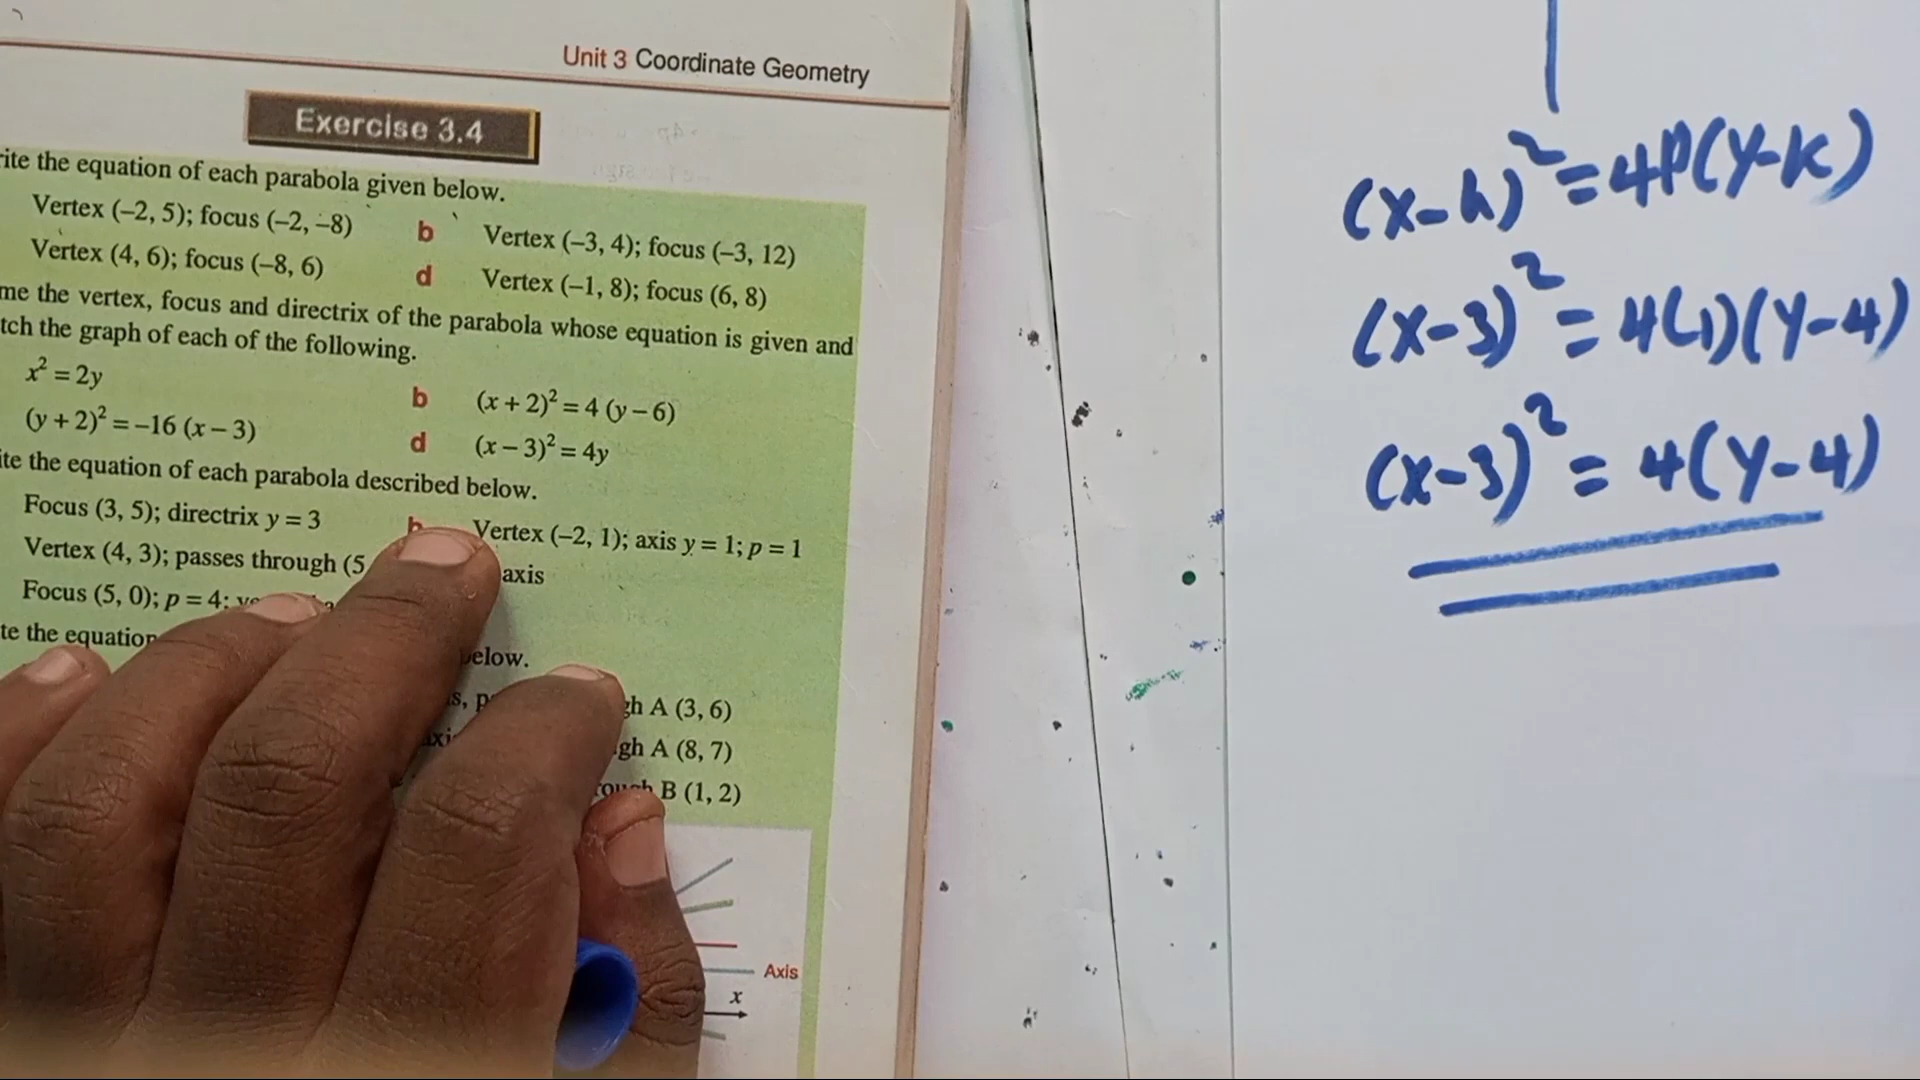 Unit 3 Coordinate Geometry
Exercise 3.4
rite the equation of each parabola given below.
Vertex (–2, 5); focus (–2, –8) b Vertex (–3, 4); focus (–3, 12)
Vertex (4, 6); focus (–8, 6) d Vertex (–1, 8); focus (6, 8)
me the vertex, focus and directrix of the parabola whose equation is given and
tch the graph of each of the following.
x² = 2y b (x + 2)² = 4 (y – 6)
(y + 2)² = –16 (x – 3) d (x – 3)² = 4y
ite the equation of each parabola described below.
Focus (3, 5); directrix y = 3 b Vertex (–2, 1); axis y = 1; p = 1
Vertex (4, 3); passes through (5 axis
Focus (5, 0); p = 4;
te the equation elow.
gh A (3, 6)
gh A (8, 7)
B (1, 2)
Axis
x
(x-h)²=4P(y-k)
(x-3)²=4(1)(y-4)
(x-3)²=4(y-4)